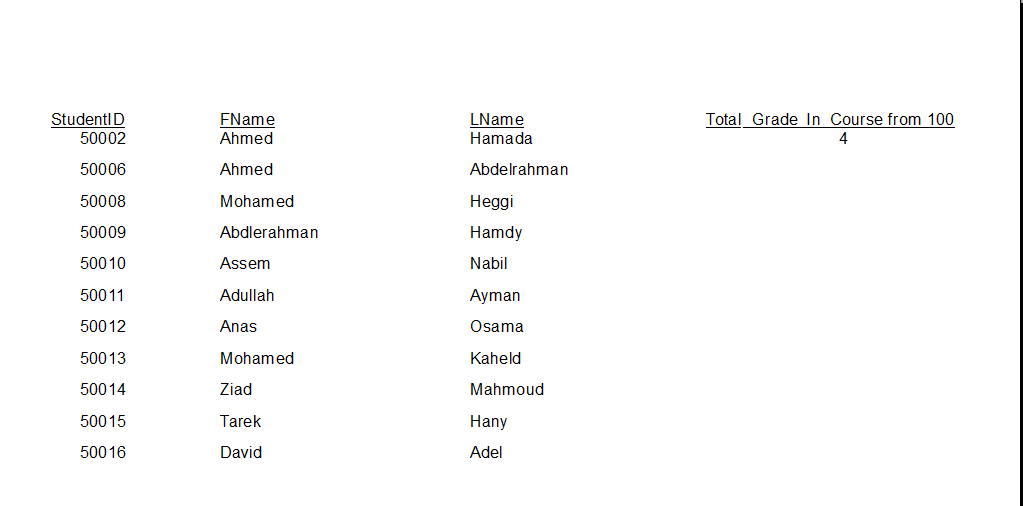 StudentID FName LName Total Grade In Course from 100
50002 Ahmed Hamada 4
50006 Ahmed Abdelrahman
50008 Mohamed Heggi
50009 Abdlerahman Hamdy
50010 Assem Nabil
50011 Adullah Ayman
50012 Anas Osama
50013 Mohamed Kaheld
50014 Ziad Mahmoud
50015 Tarek Hany
50016 David Adel